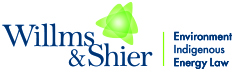 Willms
& Shier
Environment
Indigenous
Energy Law